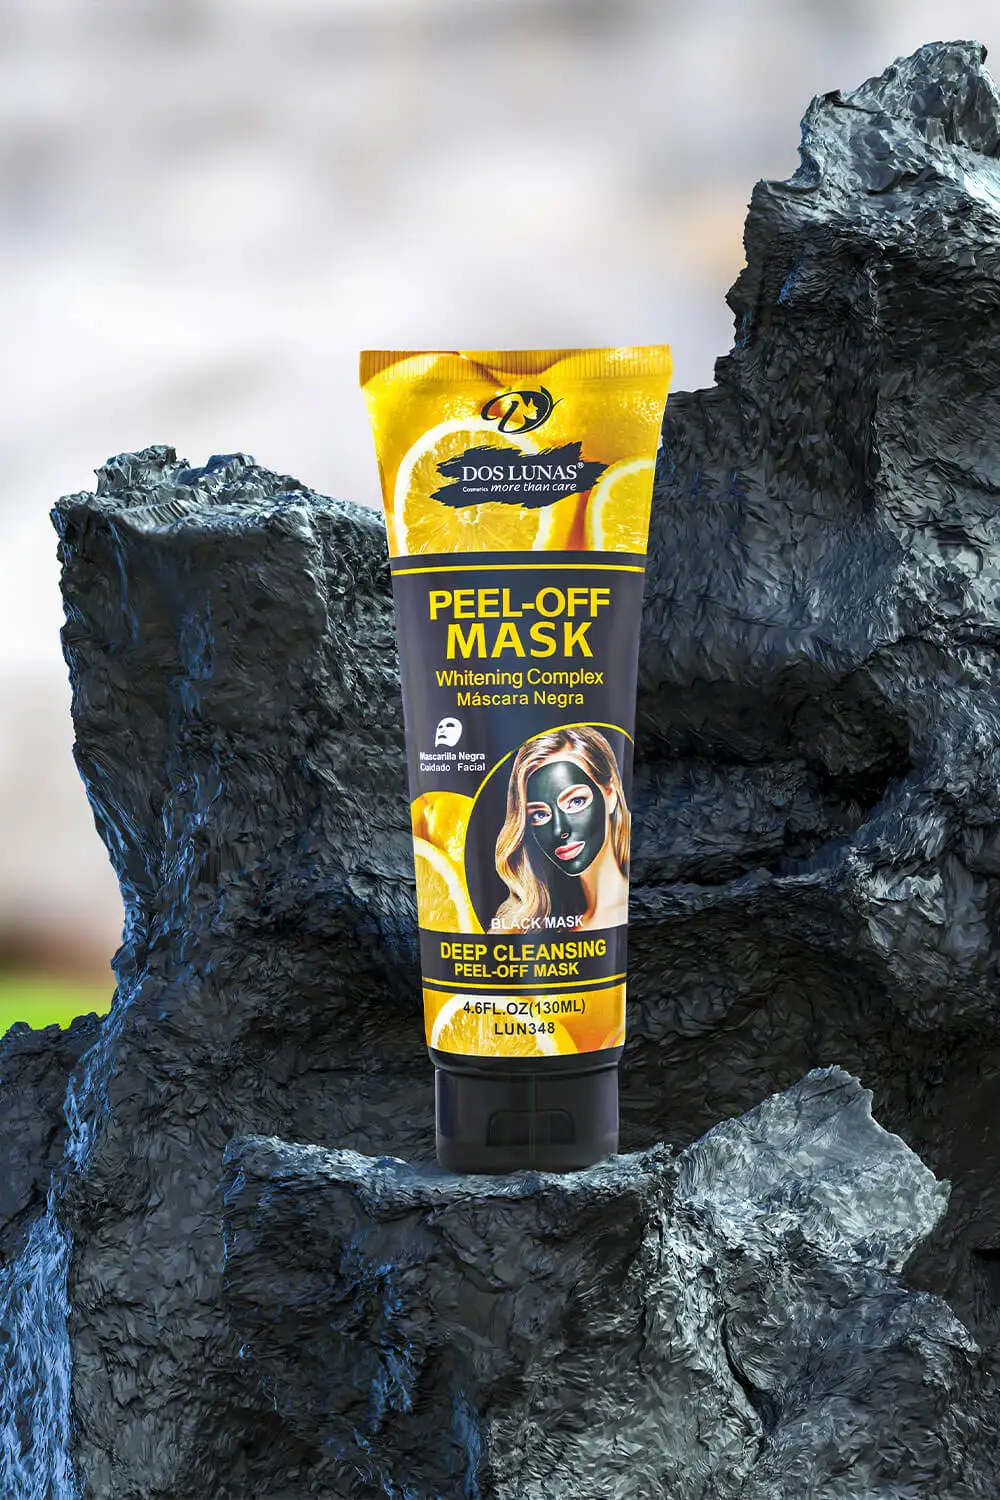 DOS LUNAS®
Cosmetics more than care
PEEL-OFF
MASK
Whitening Complex
Máscara Negra
Mascarilla Negra
Cuidado Facial
BLACK MASK
DEEP CLEANSING
PEEL-OFF MASK
4.6FL.OZ(130ML)
LUN348